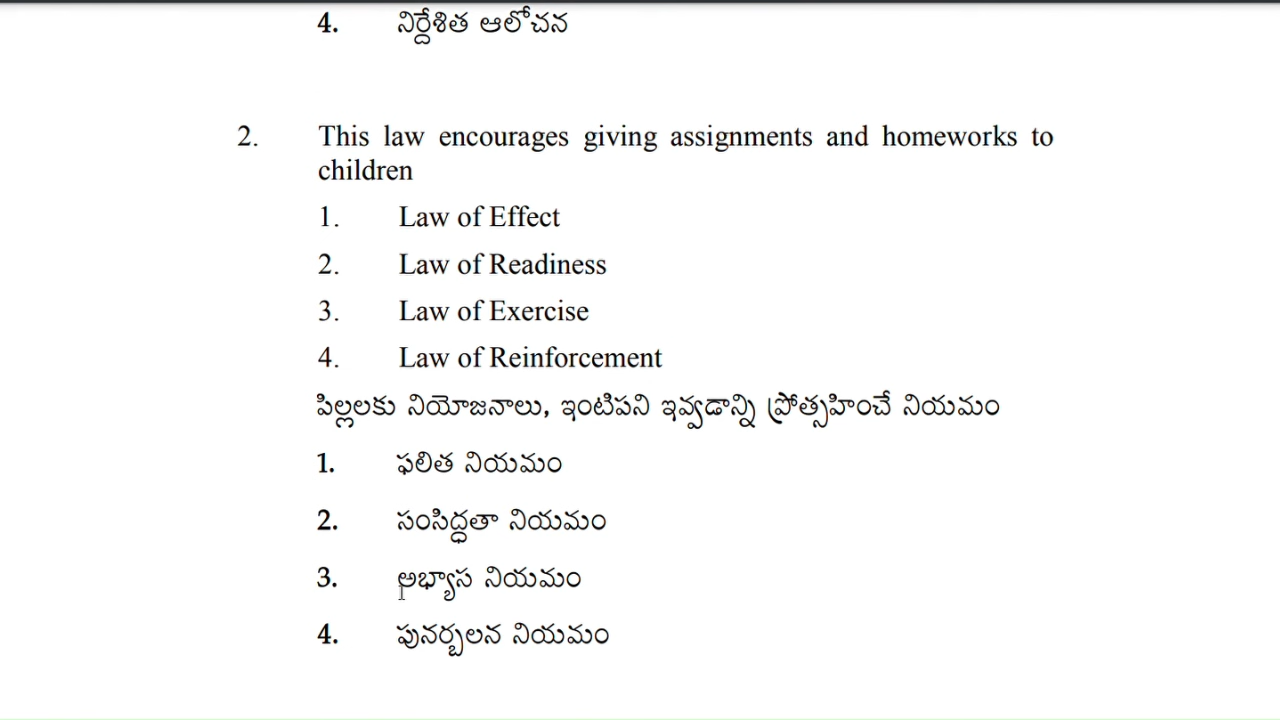 4. నిర్దేశిత ఆలోచన
2. This law encourages giving assignments and homeworks to
children
1. Law of Effect
2. Law of Readiness
3. Law of Exercise
4. Law of Reinforcement
పిల్లలకు నియోజనాలు, ఇంటిపని ఇవ్వడాన్ని ప్రోత్సహించే నియమం
1. ఫలిత నియమం
2. సంసిద్ధతా నియమం
3. అభ్యాస నియమం
4. పునర్బలన నియమం